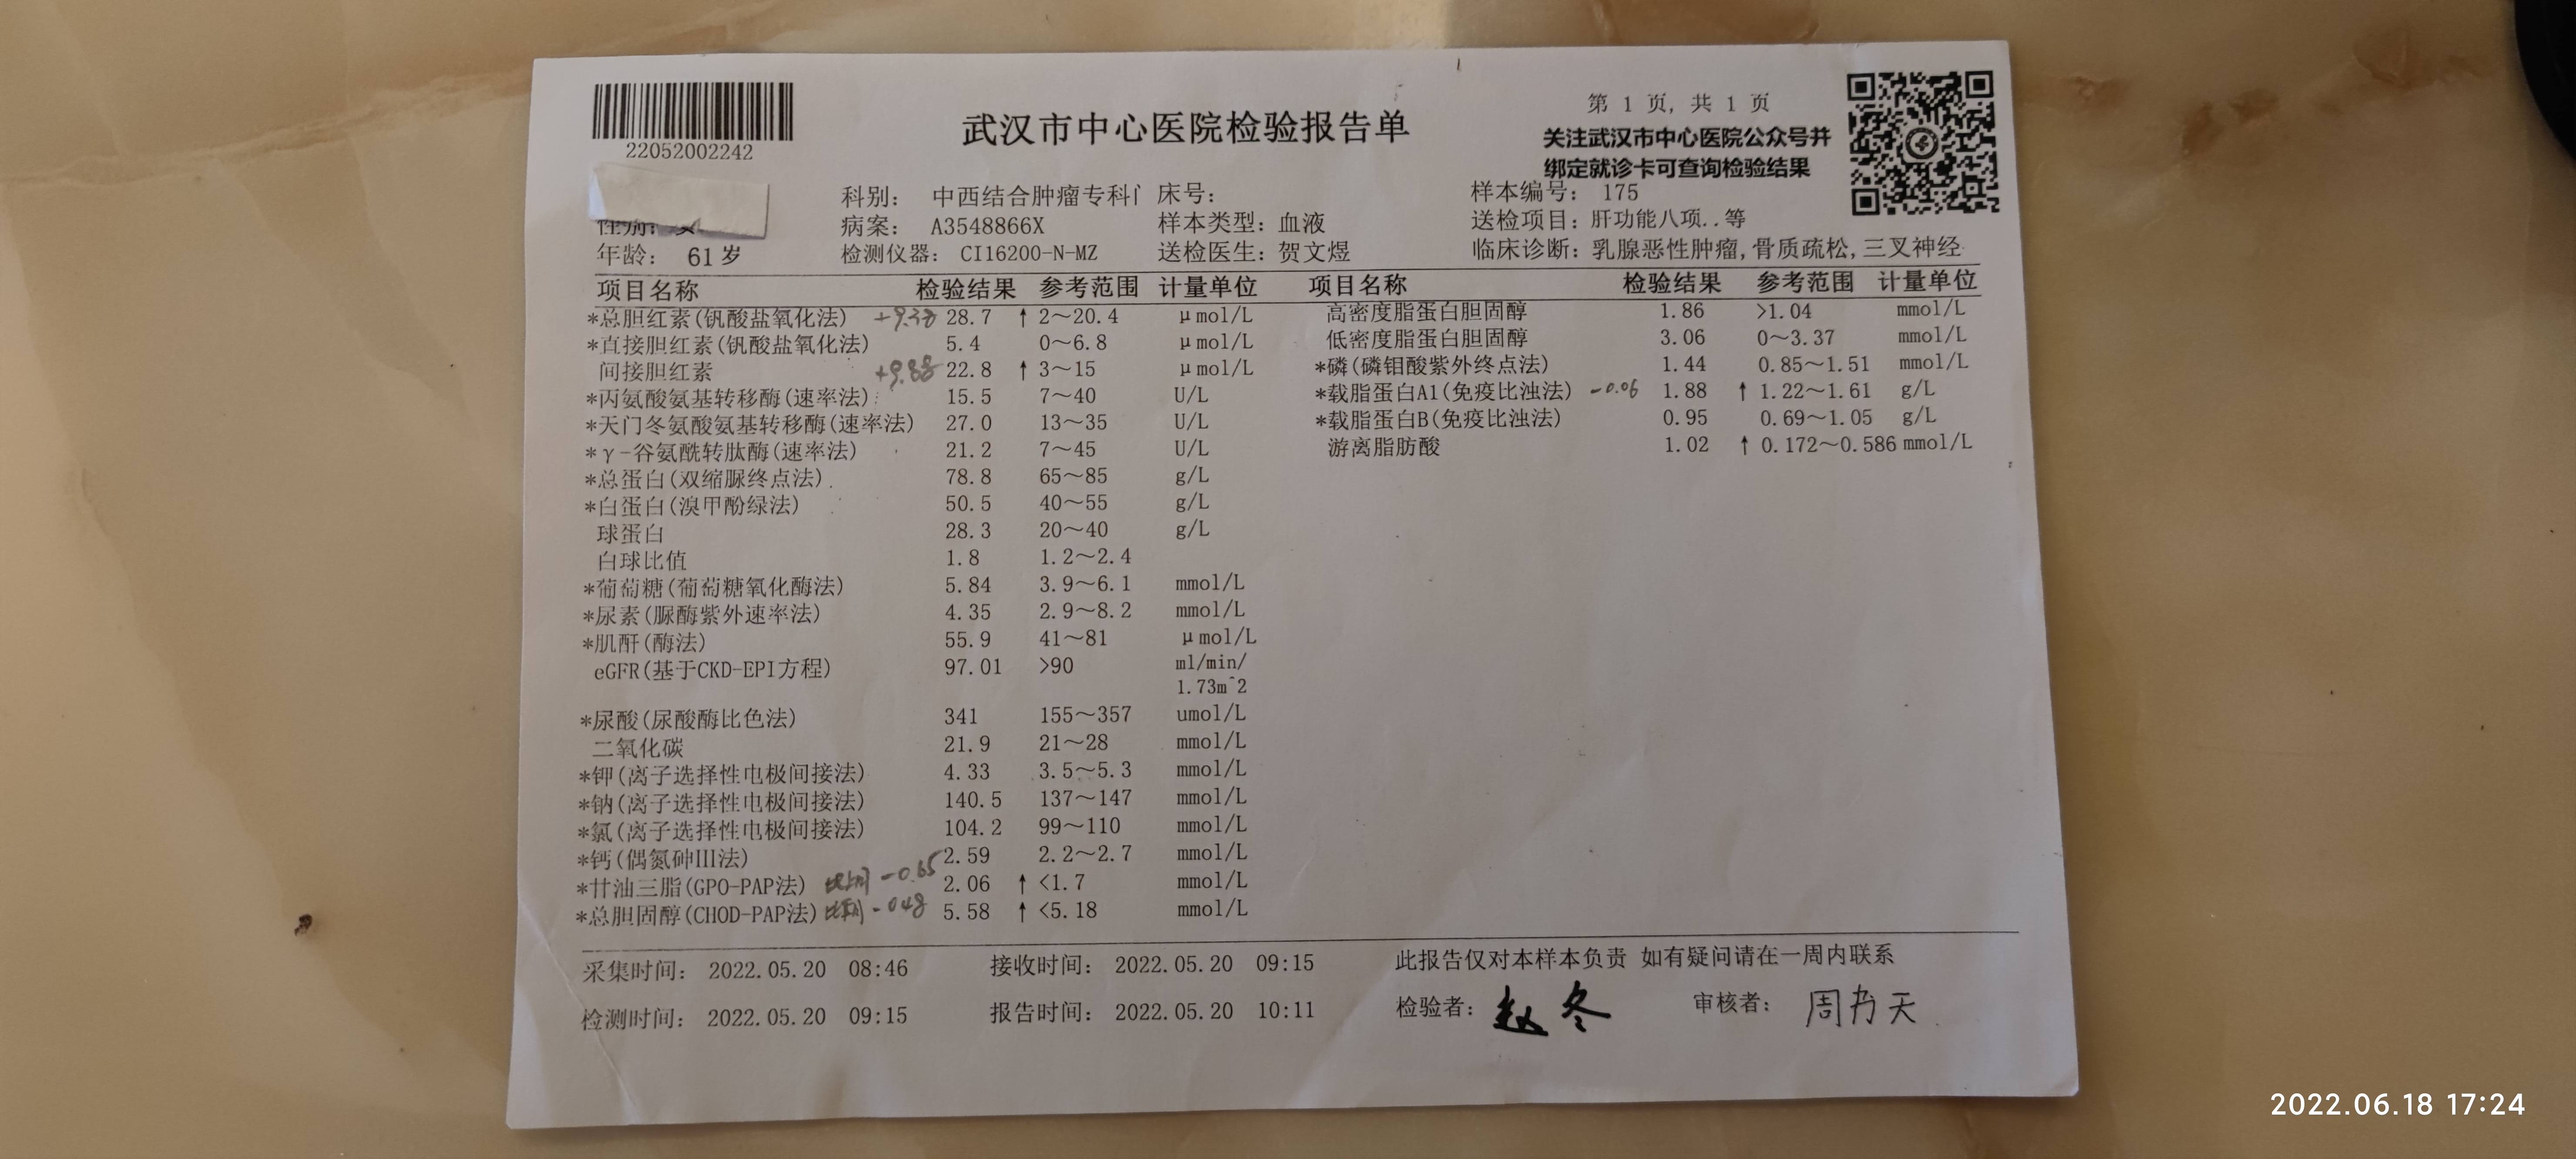 22052002242
武汉市中心医院检验报告单
第 1 页, 共 1 页
关注武汉市中心医院公众号并
绑定就诊卡可查询检验结果
科别: 中西结合肿瘤专科门 床号: 样本编号: 175
性别: 病案: A3548866X 样本类型: 血液 送检项目: 肝功能八项..等
年龄: 61 岁 检测仪器: CI16200-N-MZ 送检医生: 贺文煜 临床诊断: 乳腺恶性肿瘤,骨质疏松,三叉神经
项目名称 检验结果 参考范围 计量单位
*总胆红素(钒酸盐氧化法) 28.7 ↑ 2～20.4 μmol/L
*直接胆红素(钒酸盐氧化法) 5.4 0～6.8 μmol/L
间接胆红素 +9.88 22.8 ↑ 3～15 μmol/L
*丙氨酸氨基转移酶(速率法) 15.5 7～40 U/L
*天门冬氨酸氨基转移酶(速率法) 27.0 13～35 U/L
*γ-谷氨酰转肽酶(速率法) 21.2 7～45 U/L
*总蛋白(双缩脲终点法) 78.8 65～85 g/L
*白蛋白(溴甲酚绿法) 50.5 40～55 g/L
球蛋白 28.3 20～40 g/L
白球比值 1.8 1.2～2.4
*葡萄糖(葡萄糖氧化酶法) 5.84 3.9～6.1 mmol/L
*尿素(脲酶紫外速率法) 4.35 2.9～8.2 mmol/L
*肌酐(酶法) 55.9 41～81 μmol/L
eGFR(基于CKD-EPI方程) 97.01 >90 ml/min/
1.73m^2
*尿酸(尿酸酶比色法) 341 155～357 umol/L
二氧化碳 21.9 21～28 mmol/L
*钾(离子选择性电极间接法) 4.33 3.5～5.3 mmol/L
*钠(离子选择性电极间接法) 140.5 137～147 mmol/L
*氯(离子选择性电极间接法) 104.2 99～110 mmol/L
*钙(偶氮砷III法) 2.59 2.2～2.7 mmol/L
*甘油三脂(GPO-PAP法) -0.65 2.06 ↑ <1.7 mmol/L
*总胆固醇(CHOD-PAP法) -0.48 5.58 ↑ <5.18 mmol/L
项目名称 检验结果 参考范围 计量单位
高密度脂蛋白胆固醇 1.86 >1.04 mmol/L
低密度脂蛋白胆固醇 3.06 0～3.37 mmol/L
*磷(磷钼酸紫外终点法) 1.44 0.85～1.51 mmol/L
*载脂蛋白A1(免疫比浊法) -0.06 1.88 ↑ 1.22～1.61 g/L
*载脂蛋白B(免疫比浊法) 0.95 0.69～1.05 g/L
游离脂肪酸 1.02 ↑ 0.172～0.586 mmol/L
采集时间: 2022.05.20 08:46 接收时间: 2022.05.20 09:15 此报告仅对本样本负责 如有疑问请在一周内联系
检测时间: 2022.05.20 09:15 报告时间: 2022.05.20 10:11 检验者: 赵冬 审核者:
2022.06.18 17:24